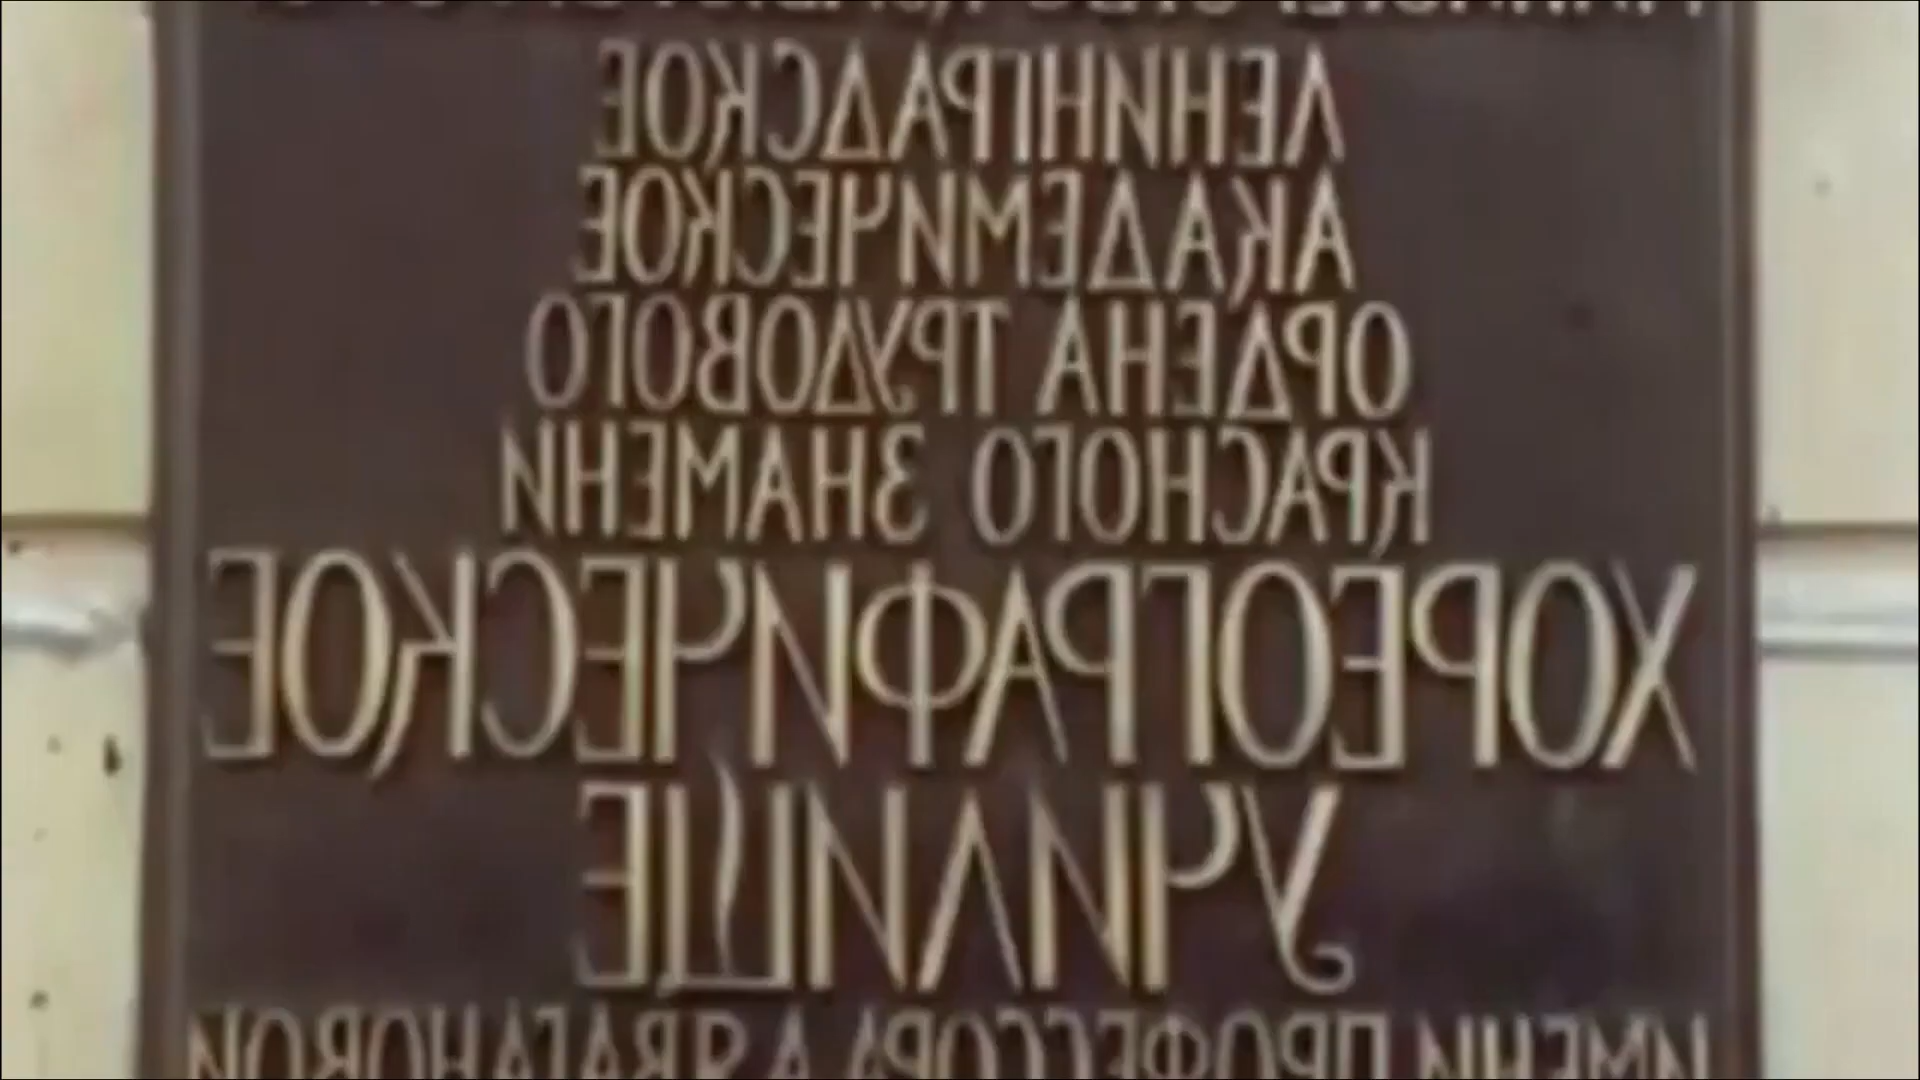 ЛЕНИНГРАДСКОЕ
АКАДЕМИЧЕСКОЕ
ОРДЕНА ТРУДОВОГО
КРАСНОГО ЗНАМЕНИ
ХОРЕОГРАФИЧЕСКОЕ
УЧИЛИЩЕ
ИМЕНИ ПРОФЕССОРА А.Я.ВАГАНОВОЙ